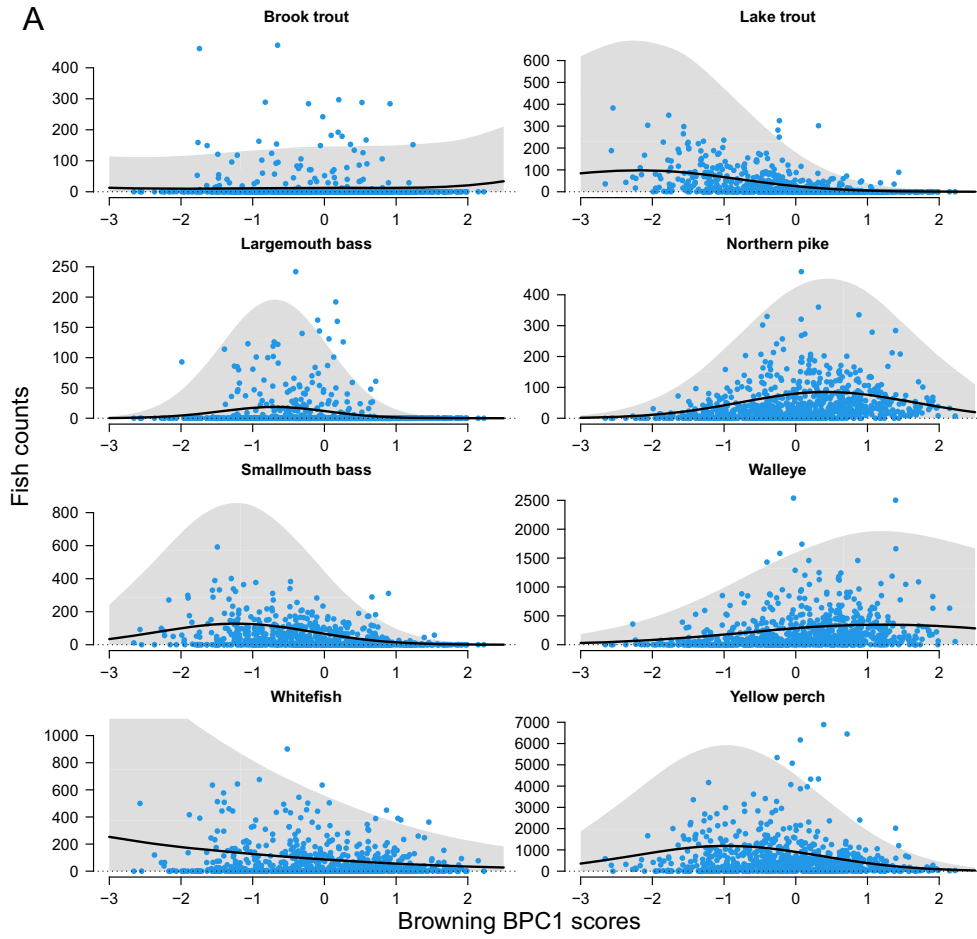 A
Brook trout
400
300
200
100
0
−3 −2 −1 0 1 2
Lake trout
600
500
400
300
200
100
0
−3 −2 −1 0 1 2
Largemouth bass
250
200
150
100
50
0
−3 −2 −1 0 1 2
Northern pike
400
300
200
100
0
−3 −2 −1 0 1 2
Fish counts
Smallmouth bass
800
600
400
200
0
−3 −2 −1 0 1 2
Walleye
2500
2000
1500
1000
500
0
−3 −2 −1 0 1 2
Whitefish
1000
800
600
400
200
0
−3 −2 −1 0 1 2
Yellow perch
7000
6000
5000
4000
3000
2000
1000
0
−3 −2 −1 0 1 2
Browning BPC1 scores